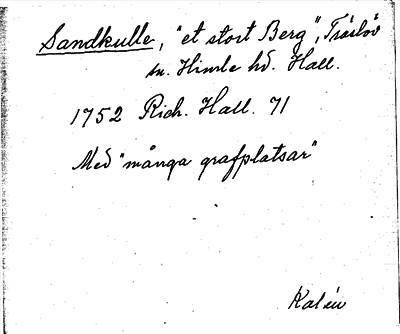 Sandkulle, "et stort Berg", Träslöv
sn. Himle hd. Hall.
1752 Rich. Hall. 71
Med "många grafplatsar"
Kalén